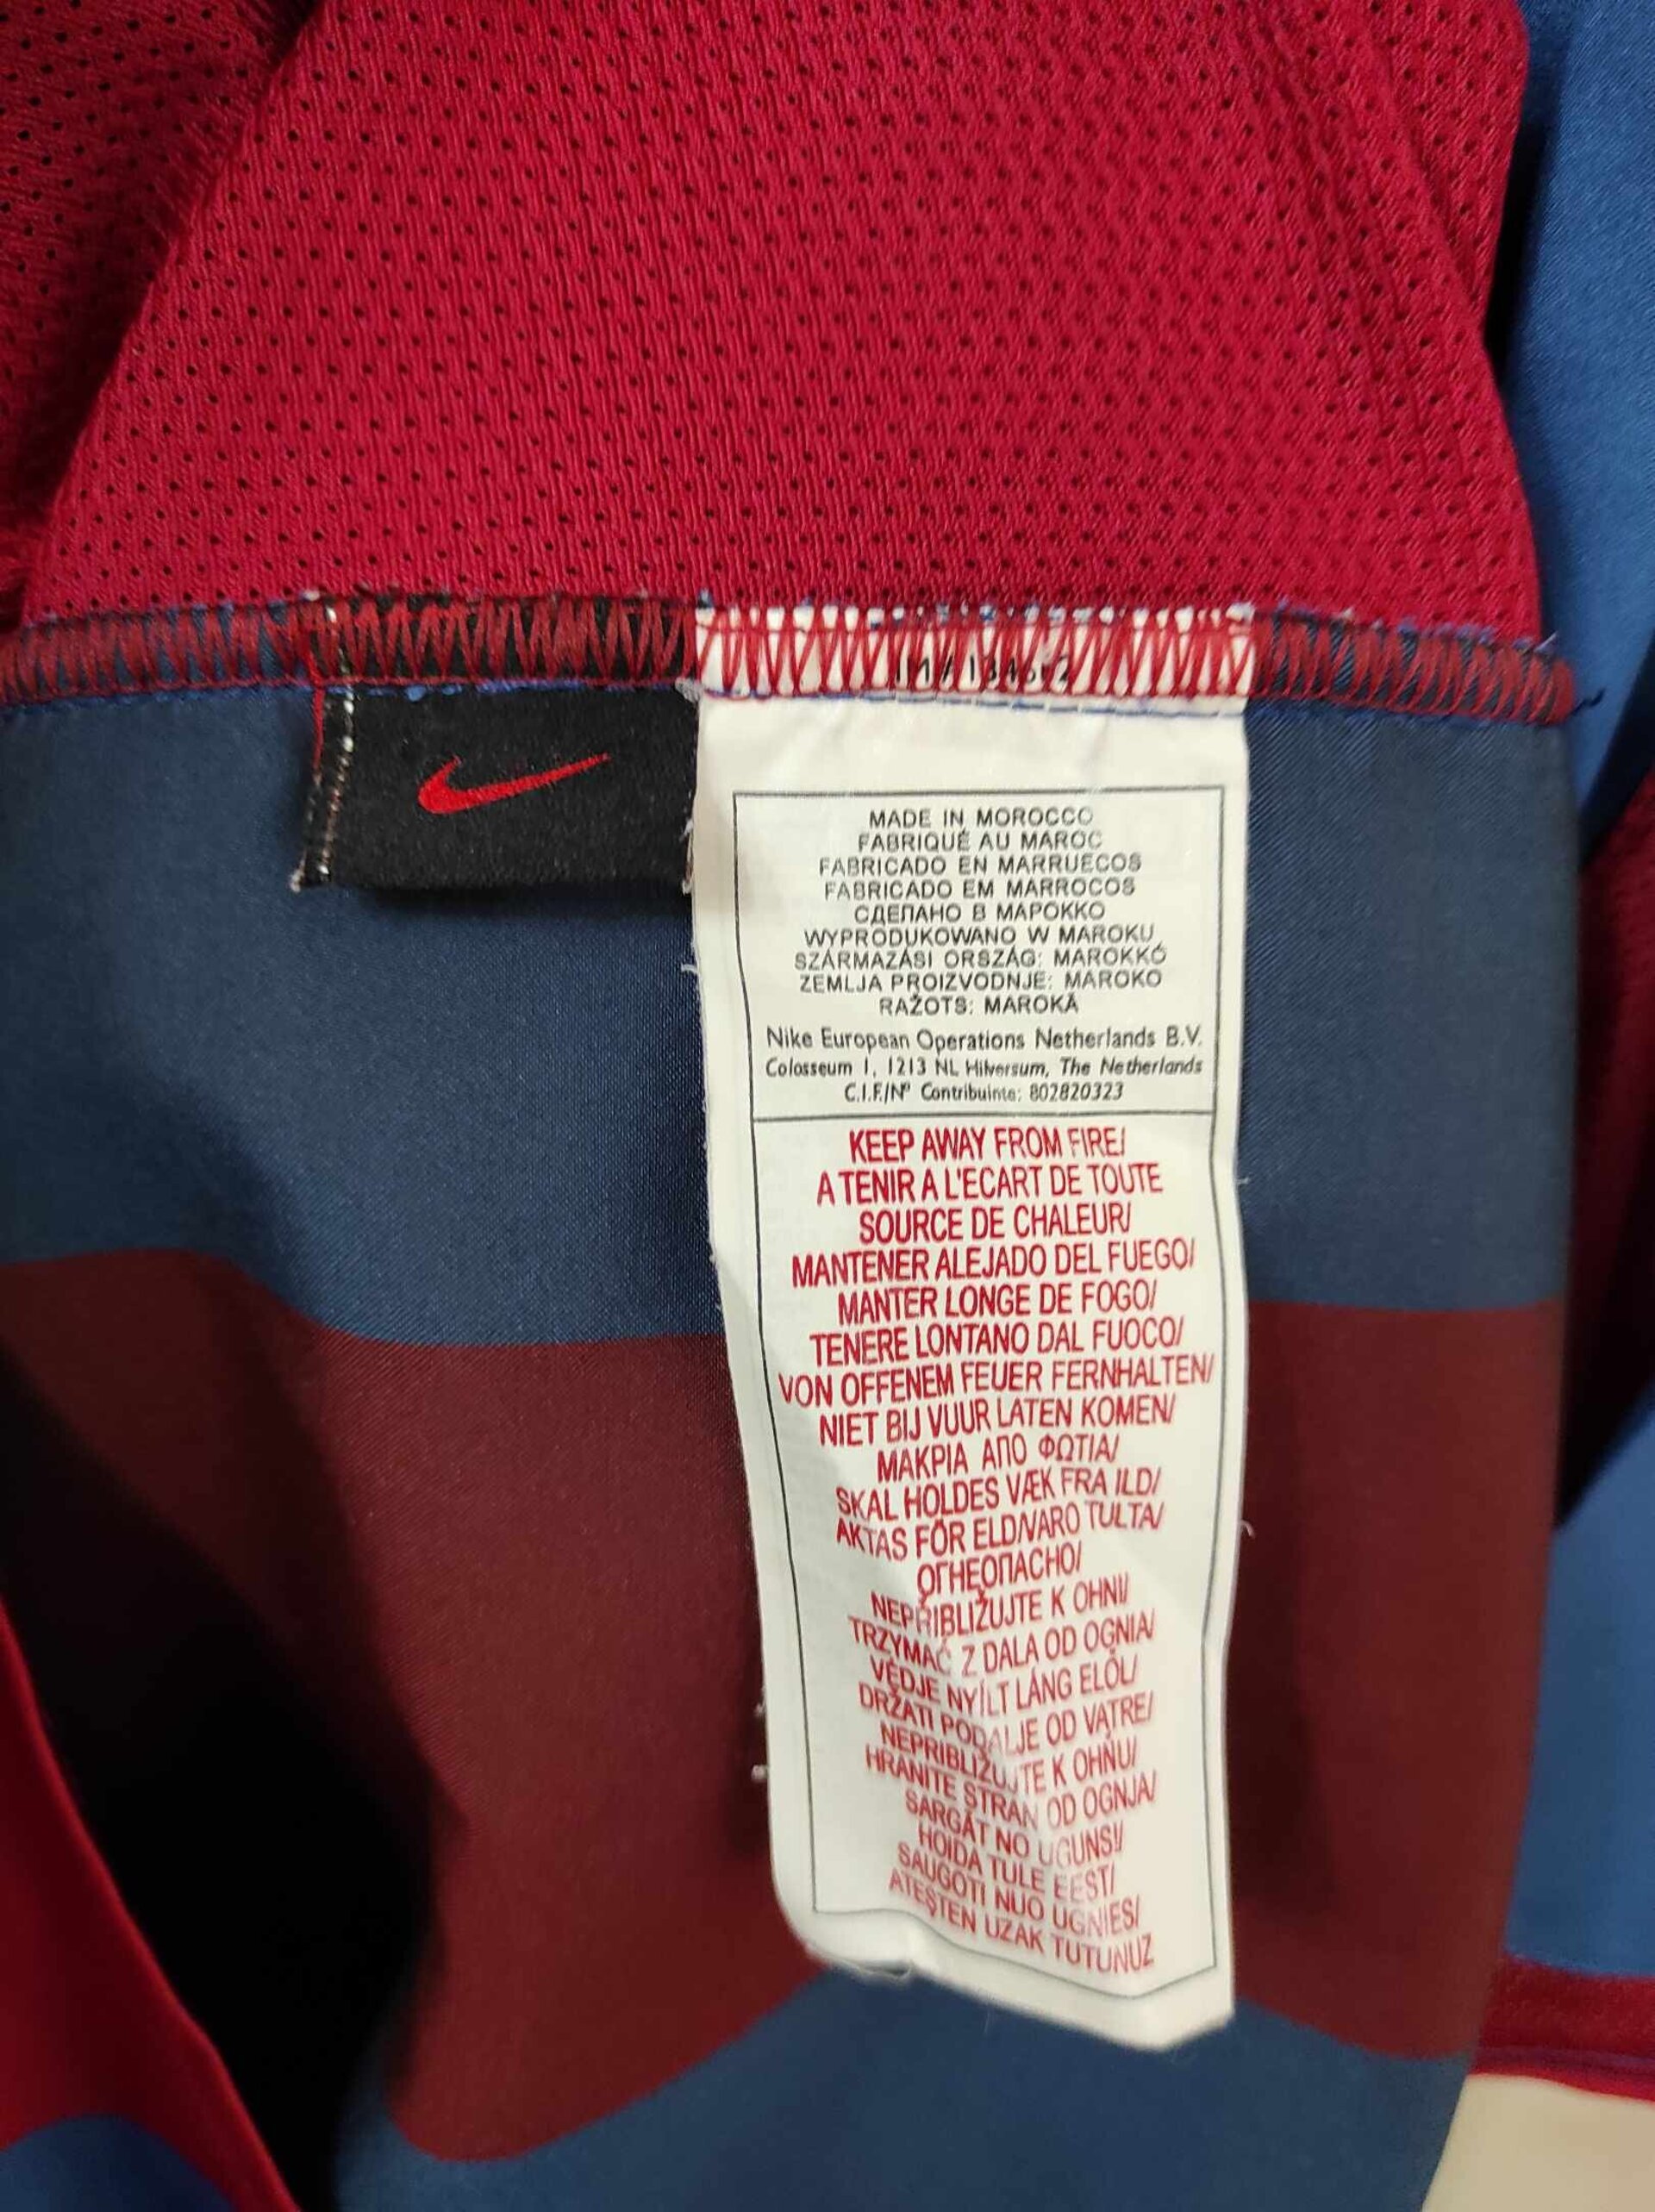 MADE IN MOROCCO
FABRIQUÉ AU MAROC
FABRICADO EN MARRUECOS
FABRICADO EM MARROCOS
СДЕПАНО В МАРОККО
WYPRODUKOWANO W MAROKU
SZÁRMAZÁSI ORSZÁG: MAROKKÓ
ZEMLJA PROIZVODNJE: MAROKO
RAŽOTS: MAROKĀ
Nike European Operations Netherlands B.V.
Colosseum 1, 1213 NL Hilversum, The Netherlands
C.I.F./Nº Contribuinte: 802820323
KEEP AWAY FROM FIRE/
A TENIR A L'ECART DE TOUTE
SOURCE DE CHALEUR/
MANTENER ALEJADO DEL FUEGO/
MANTER LONGE DE FOGO/
TENERE LONTANO DAL FUOCO/
VON OFFENEM FEUER FERNHALTEN/
NIET BIJ VUUR LATEN KOMEN/
ΜΑΚΡΙΑ ΑΠΟ ΦΩΤΙΑ/
SKAL HOLDES VÆK FRA ILD/
AKTAS FÖR ELD/VARO TULTA/
ОГНЕОПАСНО/
NEPŘIBLIŽUJTE K OHNI/
TRZYMAĆ Z DALA OD OGNIA/
VÉDJE NYÍLT LÁNG ELŐL/
DRŽATI PODALJE OD VATRE/
NEPRIBLIŽUJTE K OHŇU/
HRANITE STRAN OD OGNJA/
SARGĀT NO UGUNS!/
HOIDA TULE EEST/
SAUGOTI NUO UGNIES/
ATEŞTEN UZAK TUTUNUZ